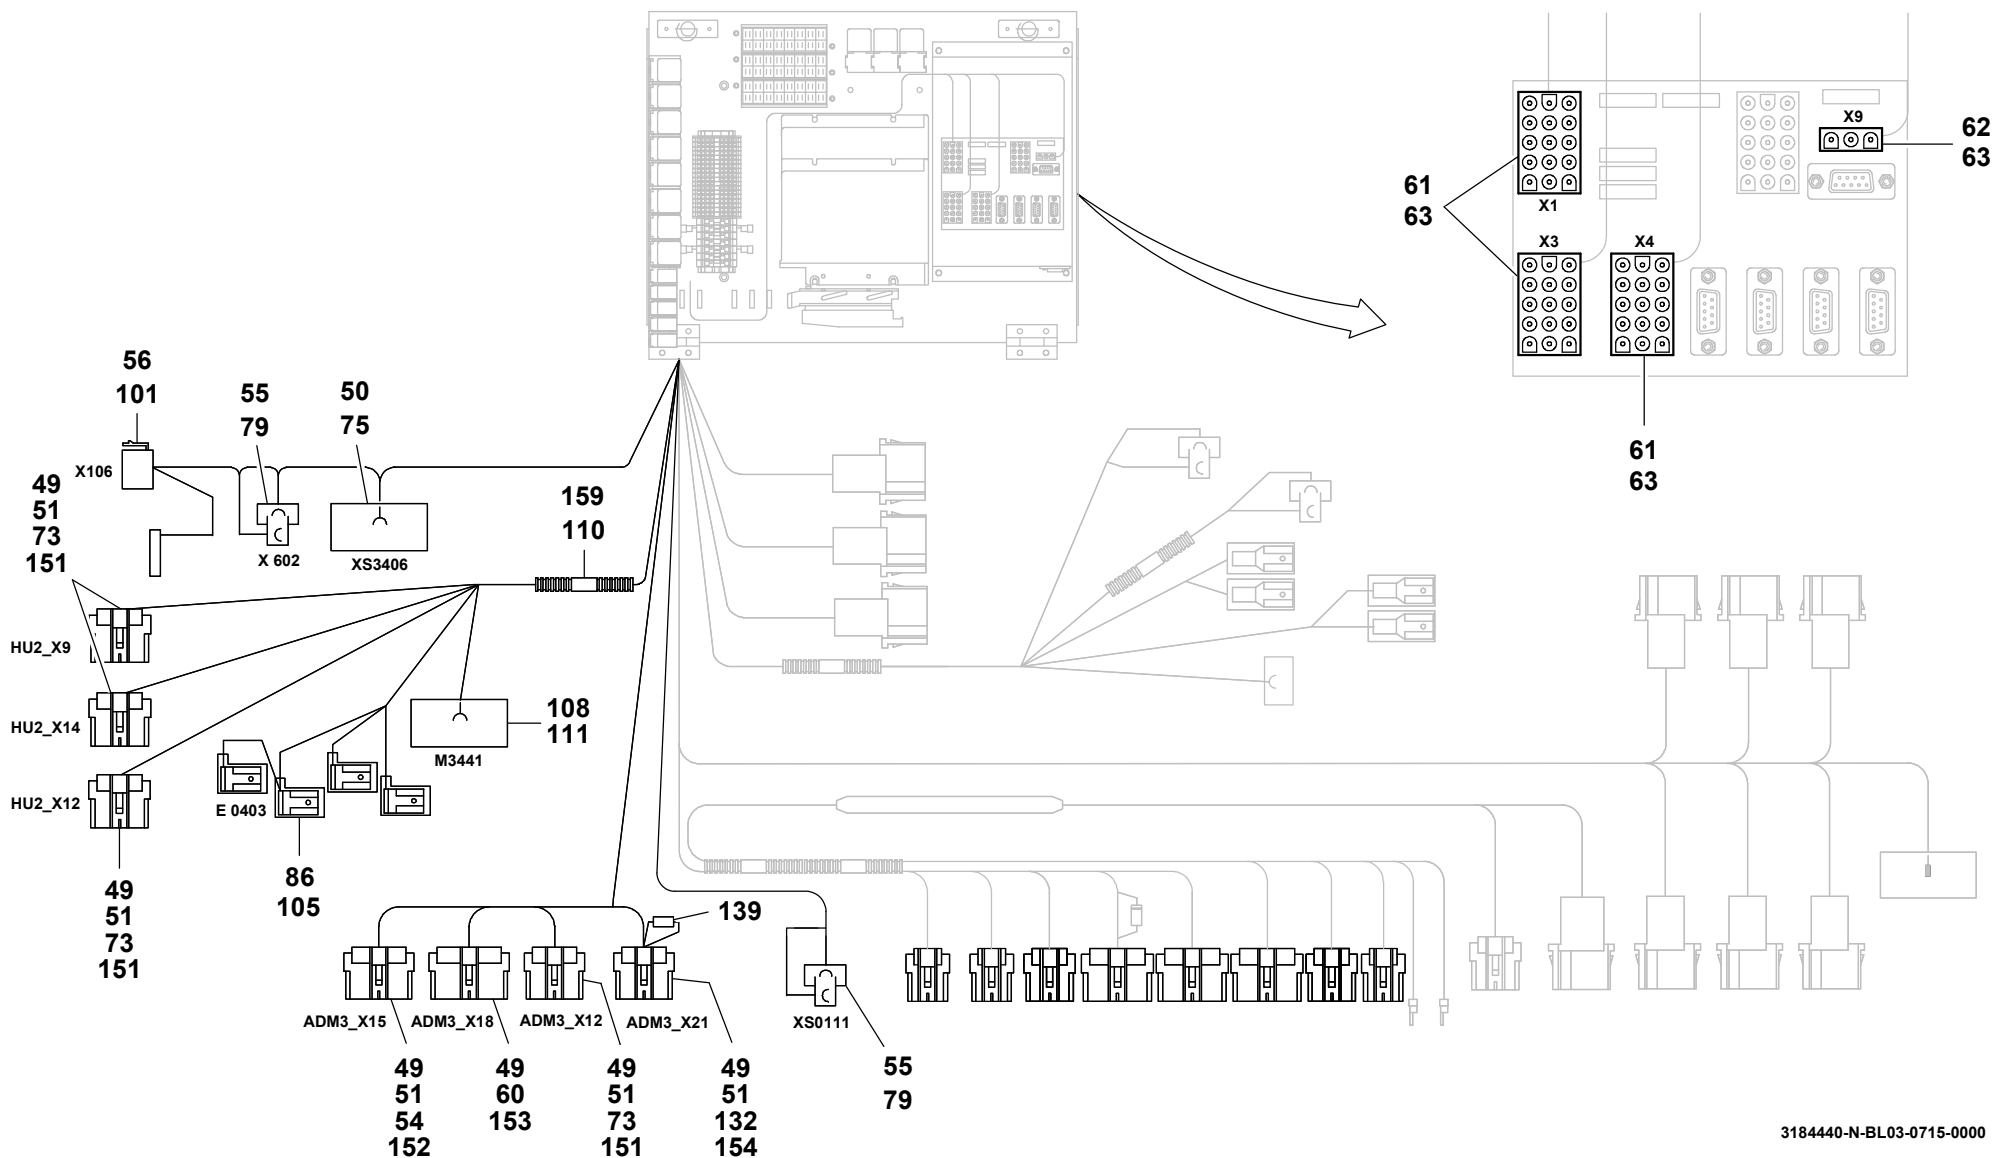 X9
62
63
61
63
X1
X3
X4
61
63
56
101
55
79
50
75
X106
49
51
73
151
X 602
XS3406
159
110
HU2_X9
HU2_X14
HU2_X12
108
111
M3441
E 0403
86
105
49
51
73
151
139
ADM3_X15
ADM3_X18
ADM3_X12
ADM3_X21
XS0111
49
51
54
152
49
60
153
49
51
73
151
49
51
132
154
55
79
3184440-N-BL03-0715-0000